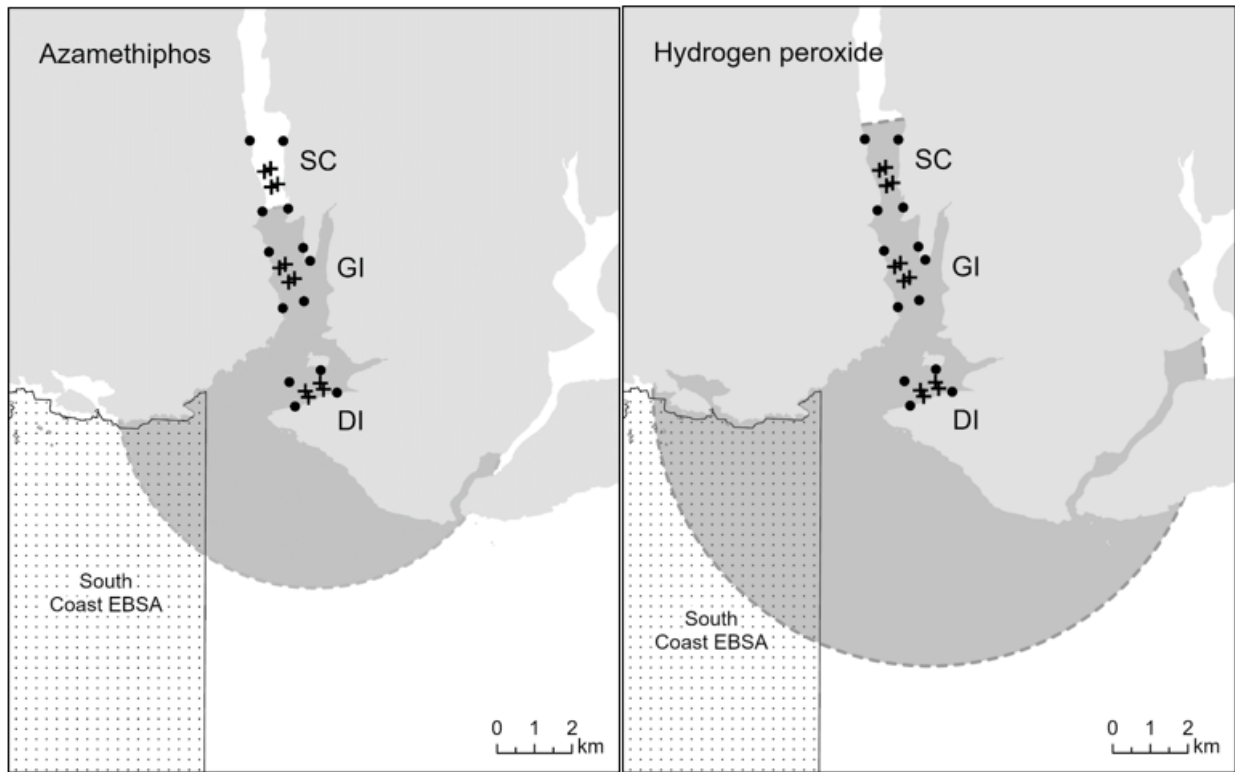 Azamethiphos
SC
GI
DI
South
Coast EBSA
0 1 2
km
Hydrogen peroxide
SC
GI
DI
South
Coast EBSA
0 1 2
km